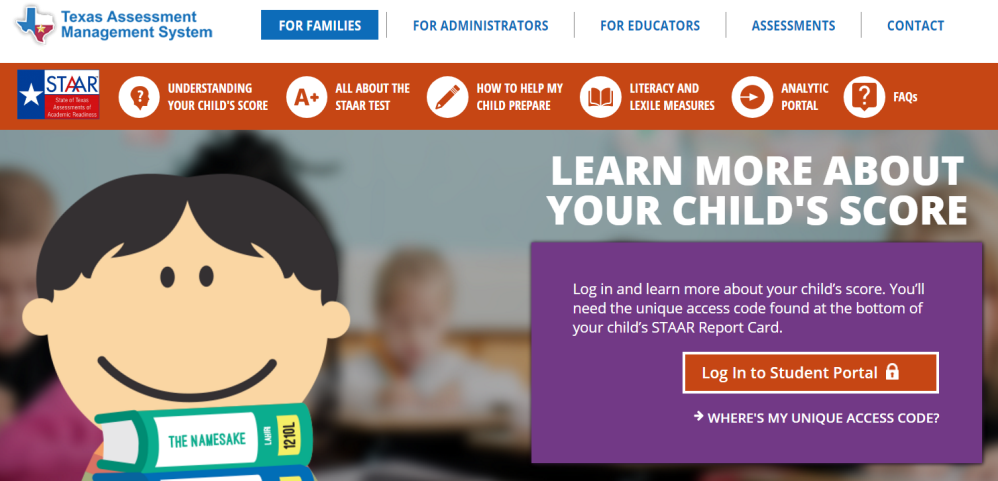 Texas Assessment
Management System
FOR FAMILIES
FOR ADMINISTRATORS
FOR EDUCATORS
ASSESSMENTS
CONTACT
STAAR
State of Texas
Assessments of
Academic Readiness
UNDERSTANDING
YOUR CHILD'S SCORE
A+
ALL ABOUT THE
STAAR TEST
HOW TO HELP MY
CHILD PREPARE
LITERACY AND
LEXILE MEASURES
ANALYTIC
PORTAL
?
FAQs
LEARN MORE ABOUT
YOUR CHILD'S SCORE
Log in and learn more about your child's score. You'll
need the unique access code found at the bottom of
your child's STAAR Report Card.
Log In to Student Portal
WHERE'S MY UNIQUE ACCESS CODE?
THE NAMESAKE
LAHIRI
1210L